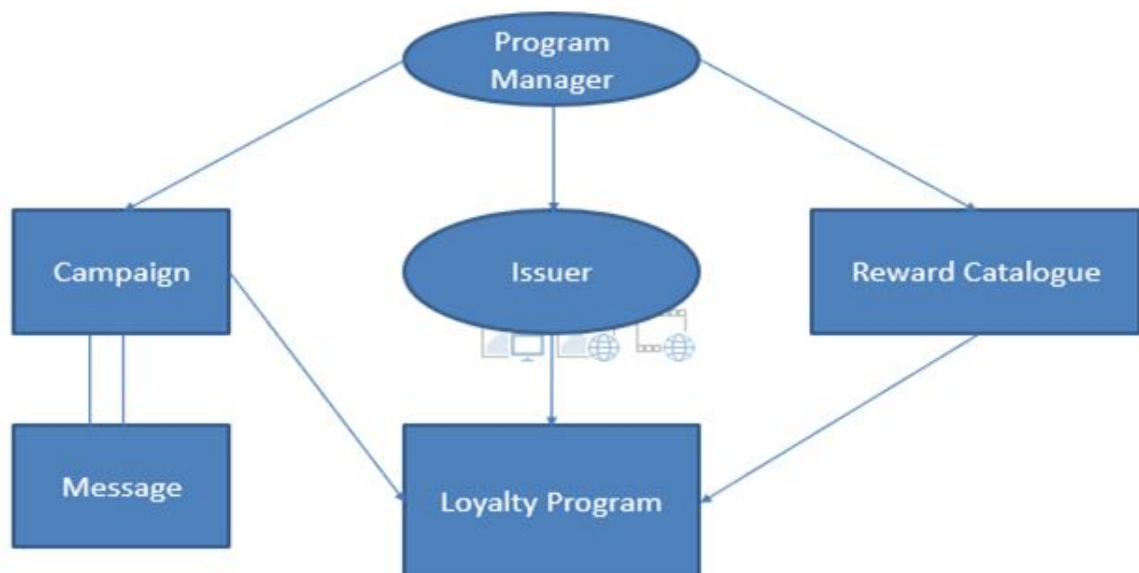 Program
Manager
Campaign
Issuer
Reward Catalogue
Message
Loyalty Program